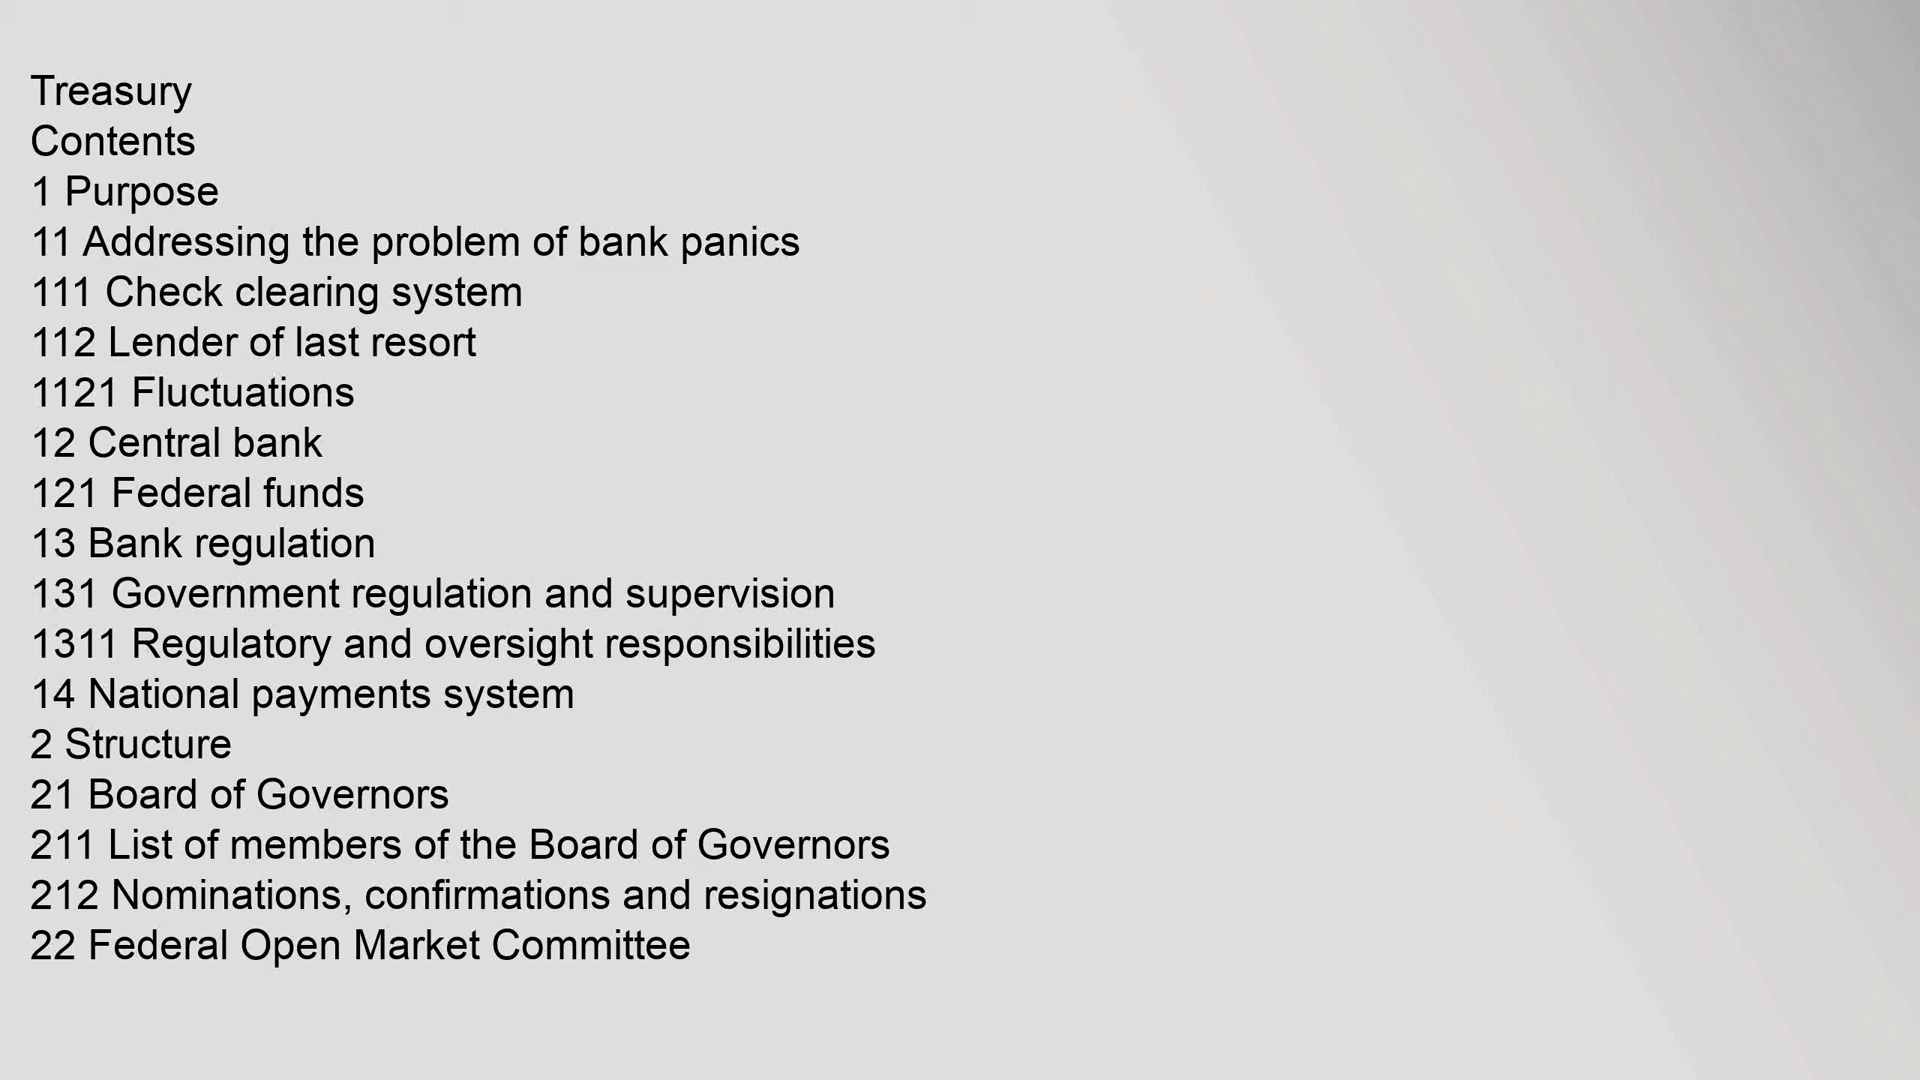 Treasury
Contents
1 Purpose
11 Addressing the problem of bank panics
111 Check clearing system
112 Lender of last resort
1121 Fluctuations
12 Central bank
121 Federal funds
13 Bank regulation
131 Government regulation and supervision
1311 Regulatory and oversight responsibilities
14 National payments system
2 Structure
21 Board of Governors
211 List of members of the Board of Governors
212 Nominations, confirmations and resignations
22 Federal Open Market Committee